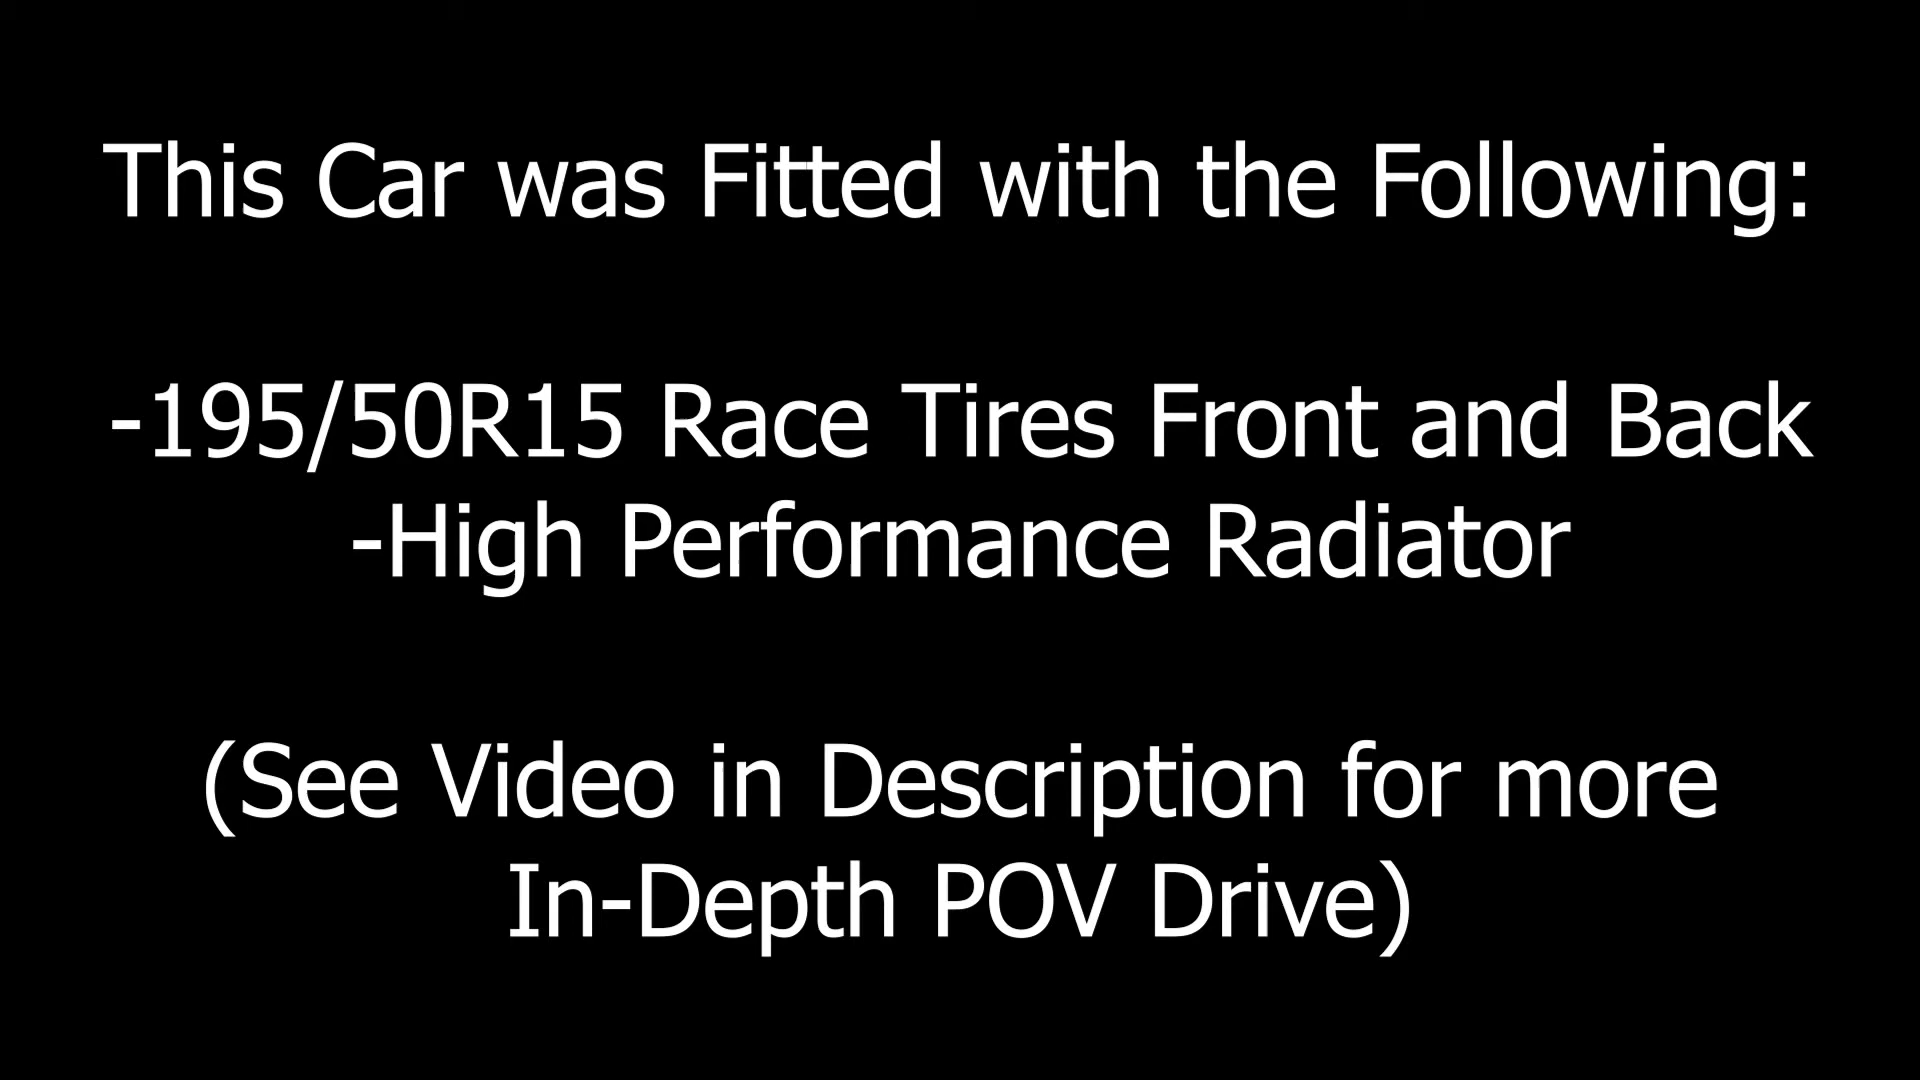 This Car was Fitted with the Following:
-195/50R15 Race Tires Front and Back
-High Performance Radiator
(See Video in Description for more
In-Depth POV Drive)